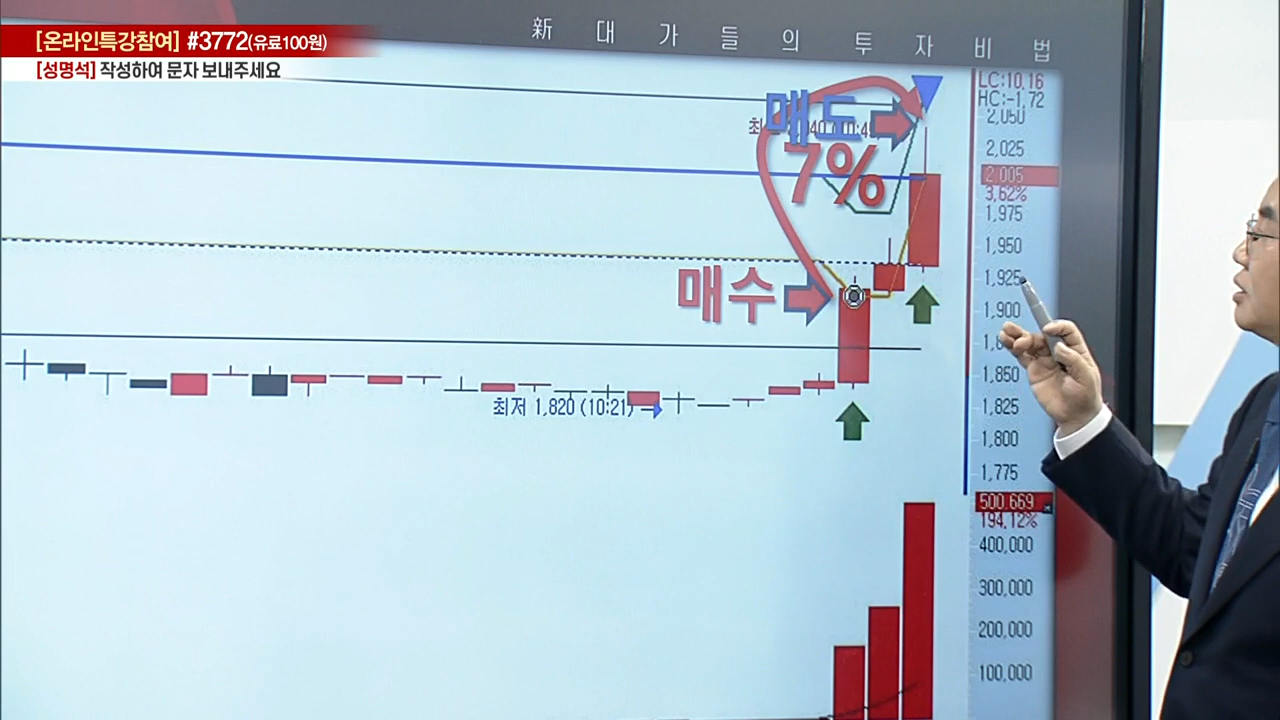 [온라인특강참여] #3772(유료100원)
[성명석] 작성하여 문자 보내주세요
新 대 가 들 의 투 자 비 법
LC:10.16
HC:-1.72
2,050
매도
7%
2,025
2,005
3.62%
1,975
1,950
매수
1,925
1,900
1,850
최저 1,820 (10:21)
1,825
1,800
1,775
500,669
194.12%
400,000
300,000
200,000
100,000